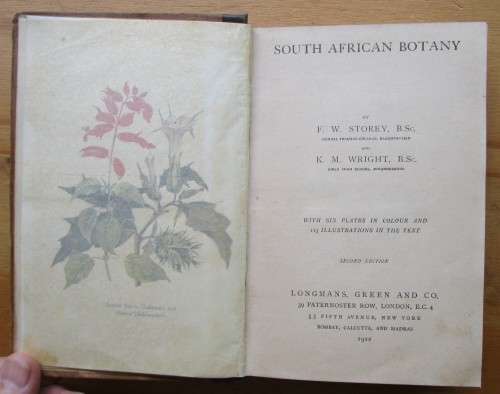 SOUTH AFRICAN BOTANY
BY
F. W. STOREY, B.Sc.
AND
K. M. WRIGHT, B.Sc.
WITH SIX PLATES IN COLOUR AND
ILLUSTRATIONS IN THE TEXT
SECOND EDITION
LONGMANS, GREEN AND CO.
39 PATERNOSTER ROW, LONDON, E.C. 4
55 FIFTH AVENUE, NEW YORK
BOMBAY, CALCUTTA, AND MADRAS